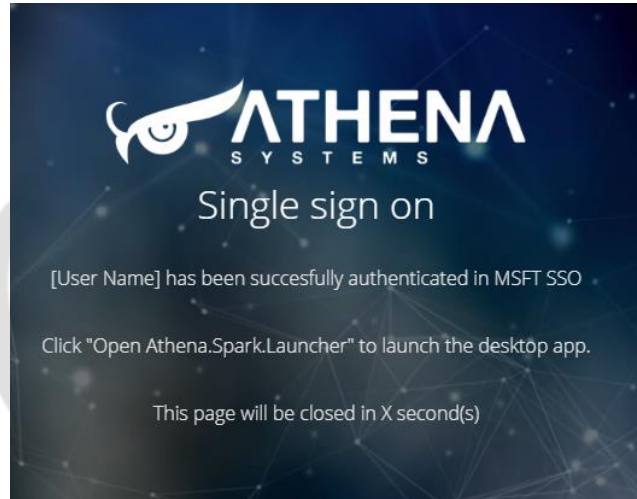 ATHENA
SYSTEMS
Single sign on
[User Name] has been succesfully authenticated in MSFT SSO
Click "Open Athena.Spark.Launcher" to launch the desktop app.
This page will be closed in X second(s)